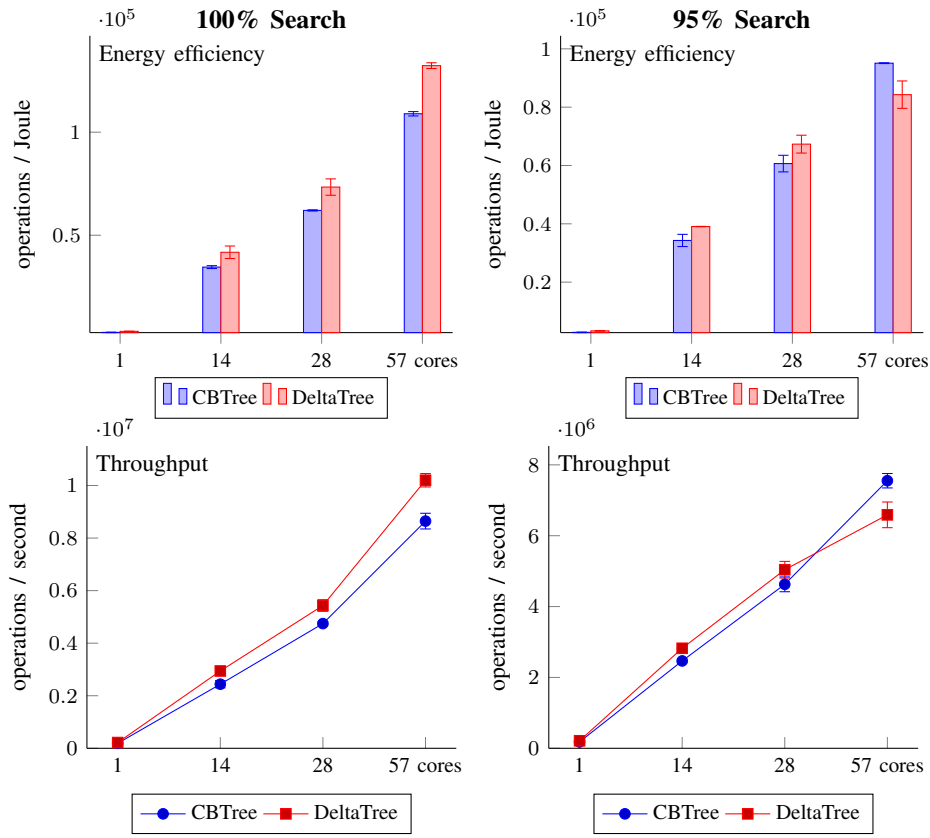 100% Search
·10^5
Energy efficiency
operations / Joule
1
0.5
1 14 28 57 cores
CBTree DeltaTree
95% Search
·10^5
Energy efficiency
operations / Joule
1
0.8
0.6
0.4
0.2
1 14 28 57 cores
CBTree DeltaTree
·10^7
Throughput
operations / second
1
0.8
0.6
0.4
0.2
0
1 14 28 57 cores
CBTree DeltaTree
·10^6
Throughput
operations / second
8
6
4
2
0
1 14 28 57 cores
CBTree DeltaTree